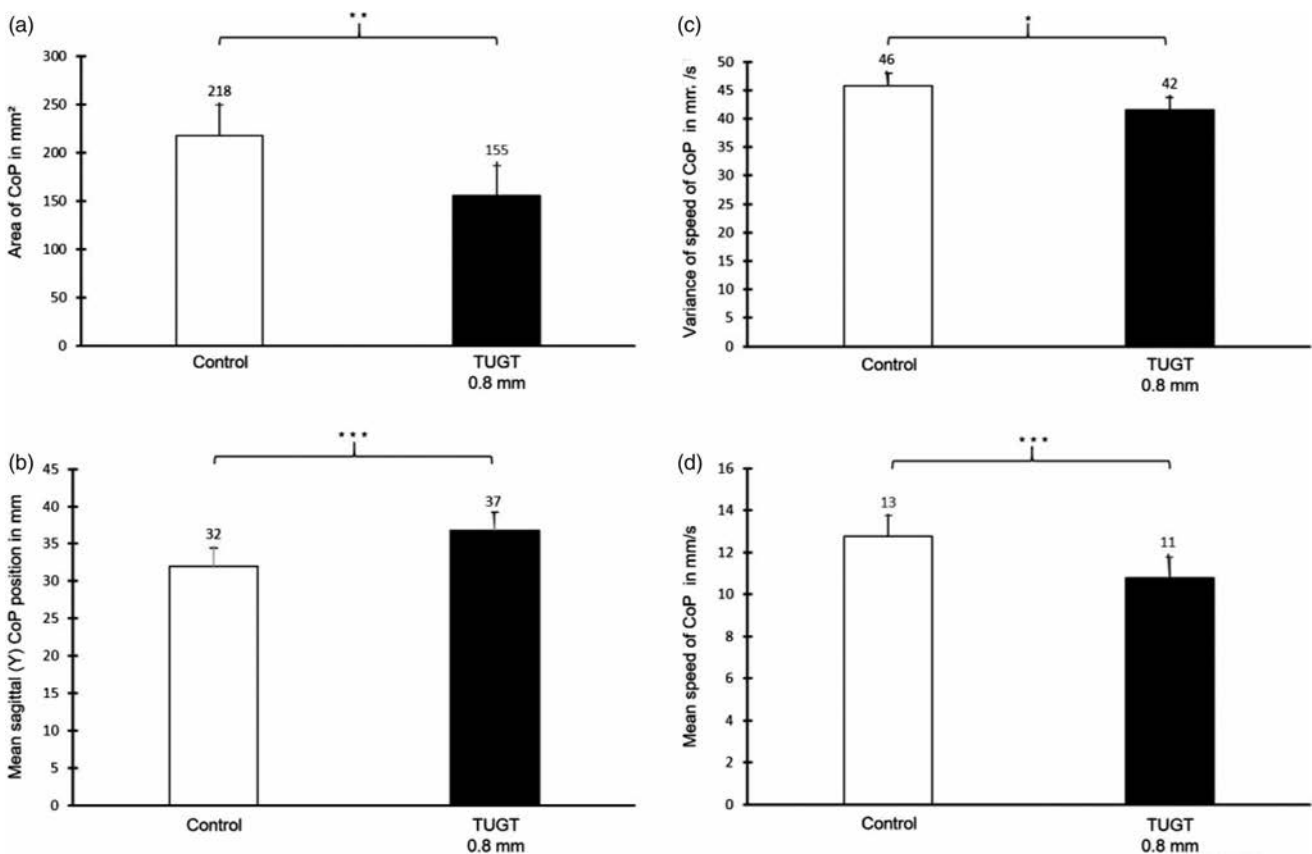 (a)
**
Area of CoP in mm²
300
250
200
150
100
50
0
218
155
Control
TUGT
0.8 mm
(c)
*
Variance of speed of CoP in mm /s
50
45
40
35
30
25
20
15
10
5
0
46
42
Control
TUGT
0.8 mm
(b)
***
Mean sagittal (Y) CoP position in mm
45
40
35
30
25
20
15
10
5
0
32
37
Control
TUGT
0.8 mm
(d)
***
Mean speed of CoP in mm/s
16
14
12
10
8
6
4
2
0
13
11
Control
TUGT
0.8 mm